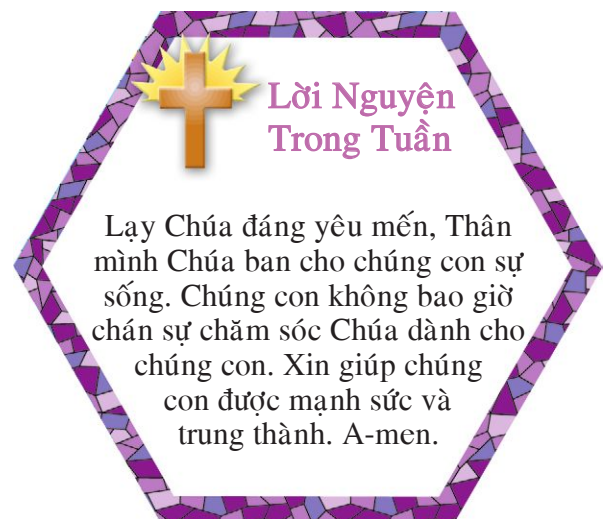 Lời Nguyện
Trong Tuần
Lạy Chúa đáng yêu mến, Thân
mình Chúa ban cho chúng con sự
sống. Chúng con không bao giờ
chán sự chăm sóc Chúa dành cho
chúng con. Xin giúp chúng
con được mạnh sức và
trung thành. A-men.